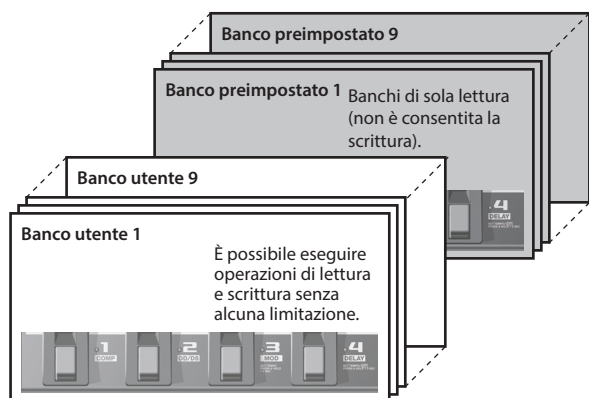 Banco preimpostato 9
Banco preimpostato 1
Banchi di sola lettura
(non è consentita la
scrittura).
4
DELAY
Banco utente 9
Banco utente 1
È possibile eseguire
operazioni di lettura
e scrittura senza
alcuna limitazione.
1 2 3 4
COMP OD/DS MOD DELAY